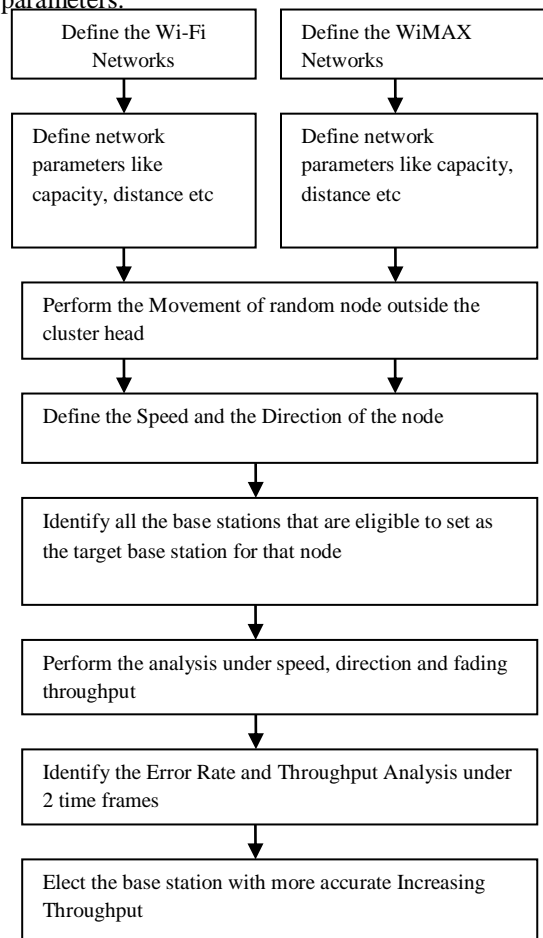 parameters.
Define the Wi-Fi
Networks
Define the WiMAX
Networks
Define network
parameters like
capacity, distance etc
Define network
parameters like capacity,
distance etc
Perform the Movement of random node outside the
cluster head
Define the Speed and the Direction of the node
Identify all the base stations that are eligible to set as
the target base station for that node
Perform the analysis under speed, direction and fading
throughput
Identify the Error Rate and Throughput Analysis under
2 time frames
Elect the base station with more accurate Increasing
Throughput